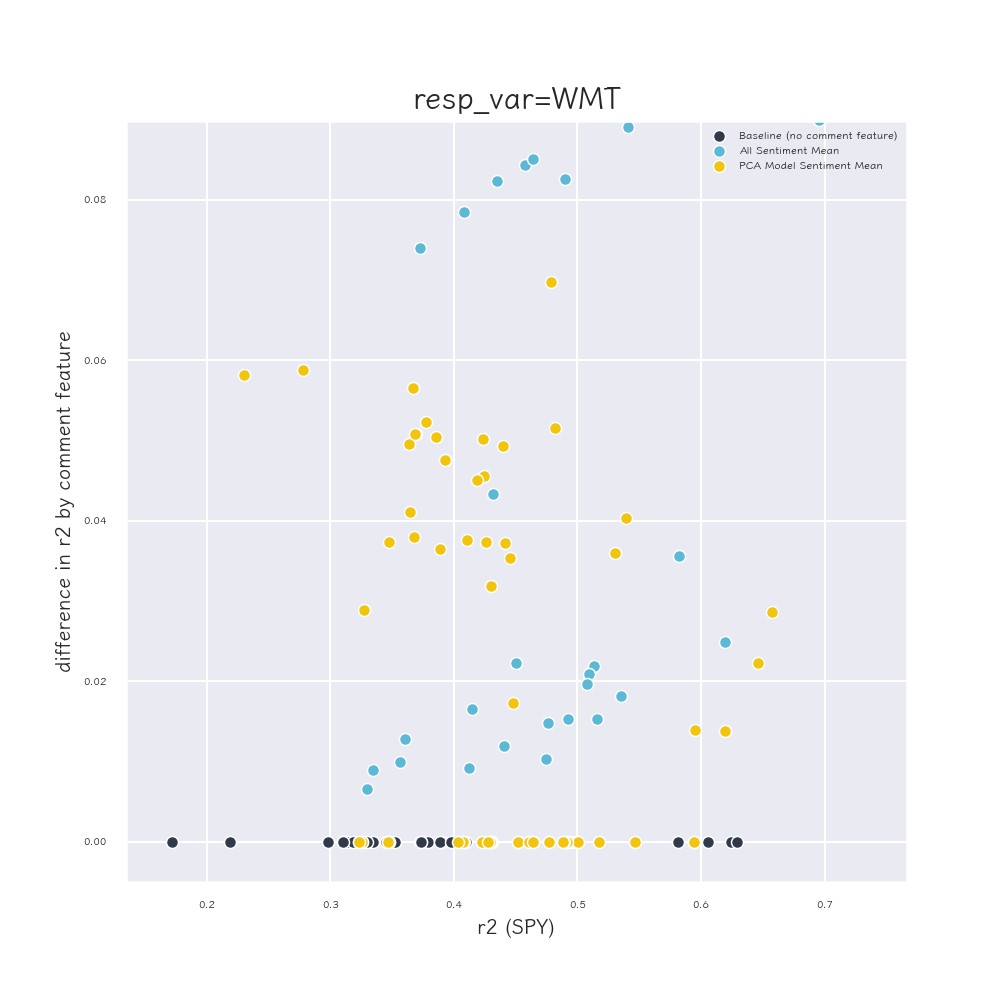 resp_var=WMT
Baseline (no comment feature)
All Sentiment Mean
PCA Model Sentiment Mean
difference in r2 by comment feature
0.08
0.06
0.04
0.02
0.00
0.2 0.3 0.4 0.5 0.6 0.7
r2 (SPY)